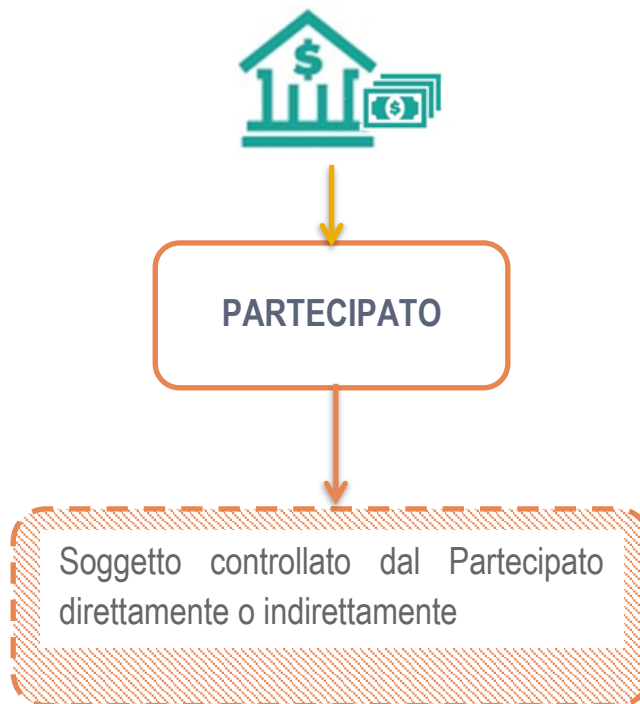 PARTECIPATO
Soggetto controllato dal Partecipato
direttamente o indirettamente